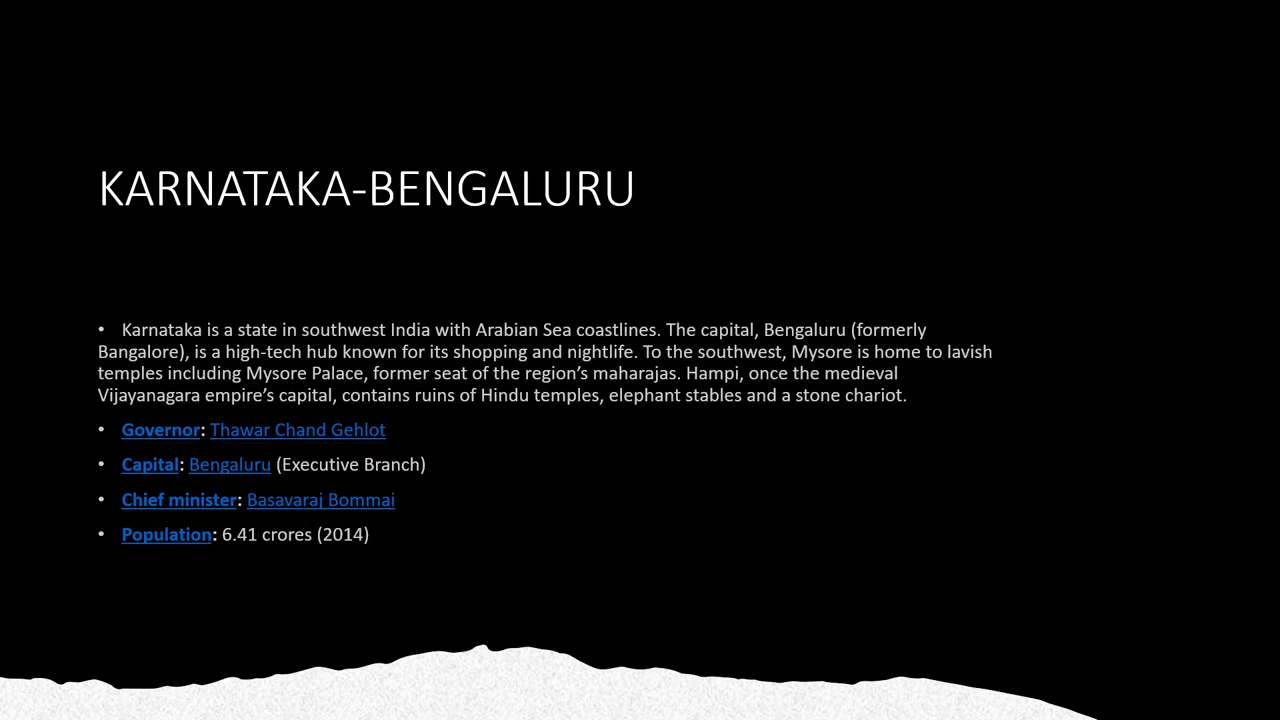 KARNATAKA-BENGALURU
• Karnataka is a state in southwest India with Arabian Sea coastlines. The capital, Bengaluru (formerly
Bangalore), is a high-tech hub known for its shopping and nightlife. To the southwest, Mysore is home to lavish
temples including Mysore Palace, former seat of the region’s maharajas. Hampi, once the medieval
Vijayanagara empire’s capital, contains ruins of Hindu temples, elephant stables and a stone chariot.
• Governor: Thawar Chand Gehlot
• Capital: Bengaluru (Executive Branch)
• Chief minister: Basavaraj Bommai
• Population: 6.41 crores (2014)